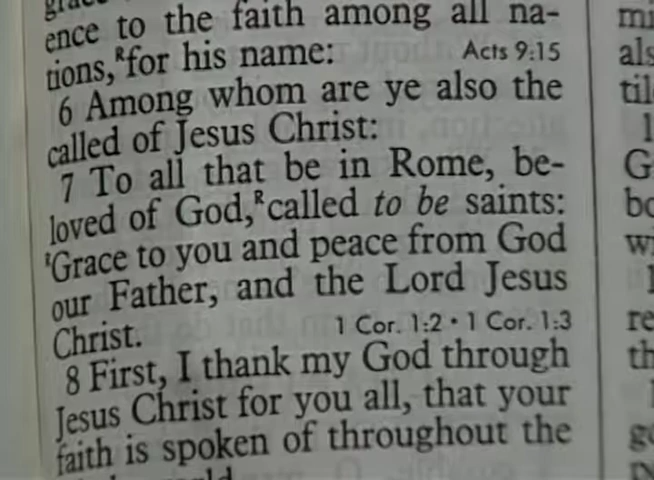 ence to the faith among all na-
tions,ᴿfor his name: Acts 9:15
6 Among whom are ye also the
called of Jesus Christ:
7 To all that be in Rome, be-
loved of God,ᴿcalled to be saints:
ᴿGrace to you and peace from God
our Father, and the Lord Jesus
Christ. 1 Cor. 1:2 • 1 Cor. 1:3
8 First, I thank my God through
Jesus Christ for you all, that your
faith is spoken of throughout the